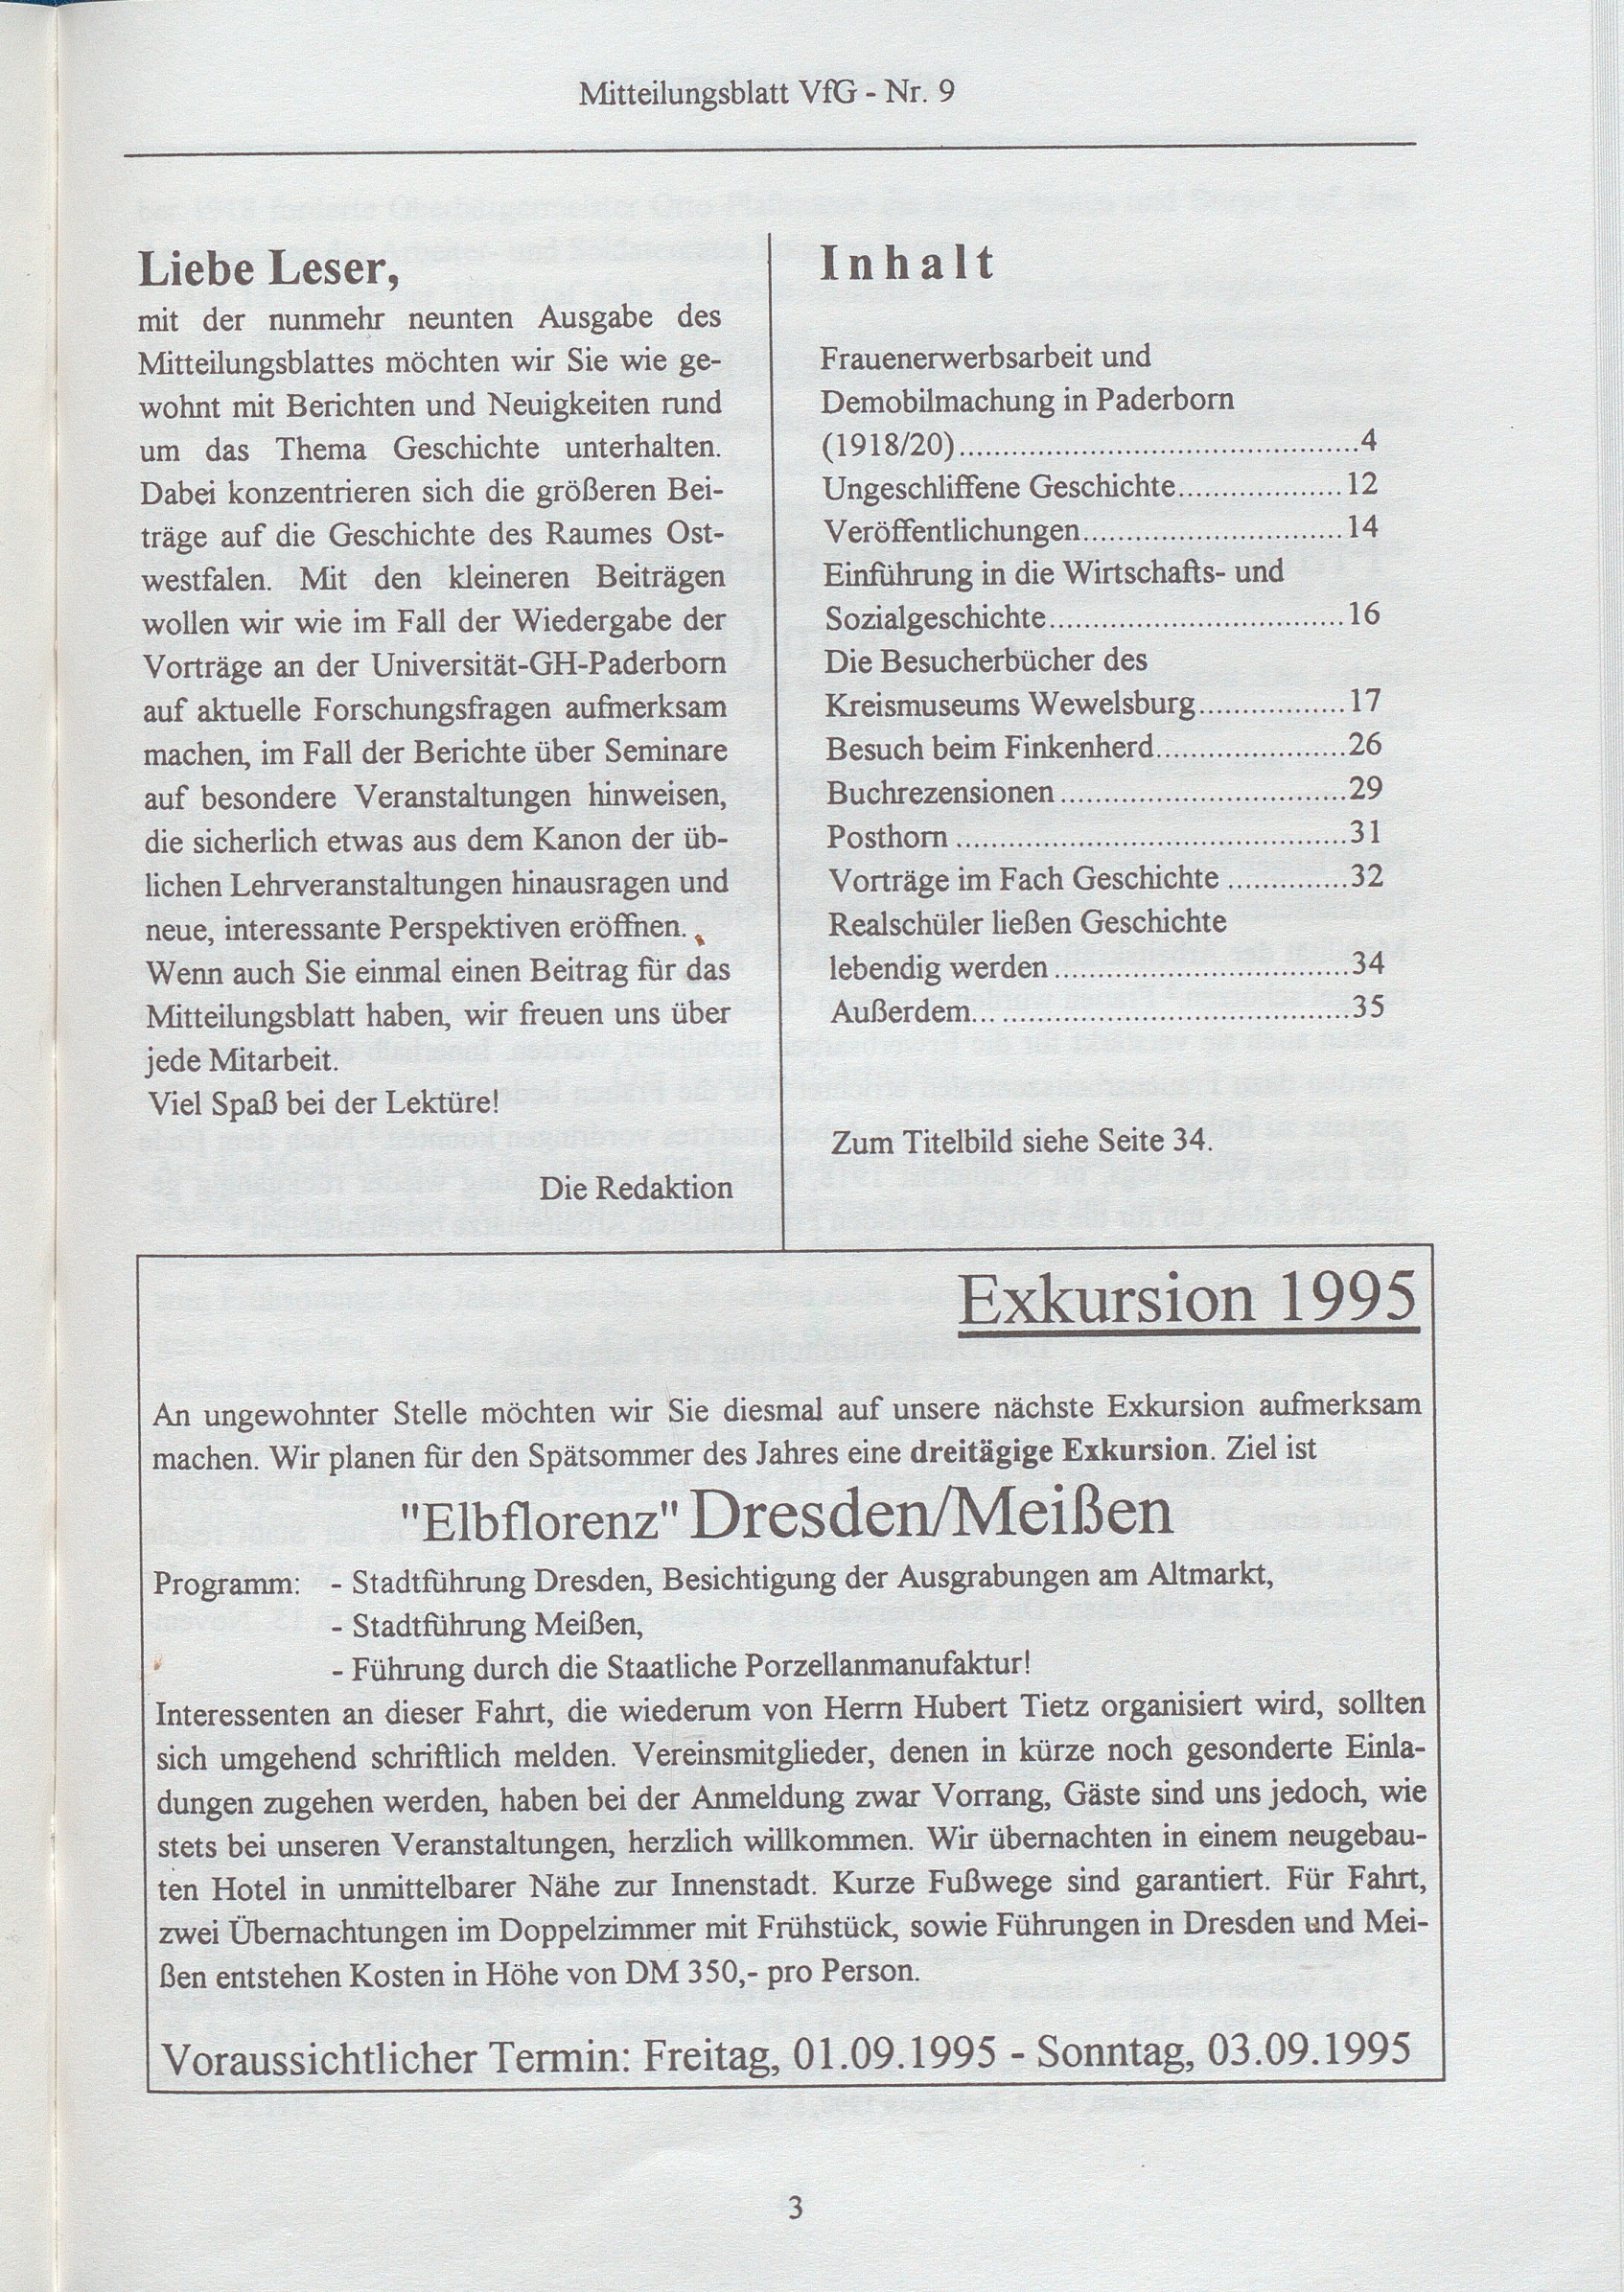 Mitteilungsblatt VfG - Nr. 9
Liebe Leser,
mit der nunmehr neunten Ausgabe des
Mitteilungsblattes möchten wir Sie wie ge-
wohnt mit Berichten und Neuigkeiten rund
um das Thema Geschichte unterhalten.
Dabei konzentrieren sich die größeren Bei-
träge auf die Geschichte des Raumes Ost-
westfalen. Mit den kleineren Beiträgen
wollen wir wie im Fall der Wiedergabe der
Vorträge an der Universität-GH-Paderborn
auf aktuelle Forschungsfragen aufmerksam
machen, im Fall der Berichte über Seminare
auf besondere Veranstaltungen hinweisen,
die sicherlich etwas aus dem Kanon der üb-
lichen Lehrveranstaltungen hinausragen und
neue, interessante Perspektiven eröffnen.
Wenn auch Sie einmal einen Beitrag für das
Mitteilungsblatt haben, wir freuen uns über
jede Mitarbeit.
Viel Spaß bei der Lektüre!
Die Redaktion
Inhalt
Frauenerwerbsarbeit und
Demobilmachung in Paderborn
(1918/20)..............................................4
Ungeschliffene Geschichte...................12
Veröffentlichungen..............................14
Einführung in die Wirtschafts- und
Sozialgeschichte..................................16
Die Besucherbücher des
Kreismuseums Wewelsburg.................17
Besuch beim Finkenherd......................26
Buchrezensionen.................................29
Posthorn .............................................31
Vorträge im Fach Geschichte ..............32
Realschüler ließen Geschichte
lebendig werden..................................34
Außerdem... ........................................35
Zum Titelbild siehe Seite 34.
Exkursion 1995
An ungewohnter Stelle möchten wir Sie diesmal auf unsere nächste Exkursion aufmerksam
machen. Wir planen für den Spätsommer des Jahres eine dreitägige Exkursion. Ziel ist
"Elbflorenz" Dresden/Meißen
Programm: - Stadtführung Dresden, Besichtigung der Ausgrabungen am Altmarkt,
- Stadtführung Meißen,
- Führung durch die Staatliche Porzellanmanufaktur!
Interessenten an dieser Fahrt, die wiederum von Herrn Hubert Tietz organisiert wird, sollten
sich umgehend schriftlich melden. Vereinsmitglieder, denen in kürze noch gesonderte Einla-
dungen zugehen werden, haben bei der Anmeldung zwar Vorrang, Gäste sind uns jedoch, wie
stets bei unseren Veranstaltungen, herzlich willkommen. Wir übernachten in einem neugebau-
ten Hotel in unmittelbarer Nähe zur Innenstadt. Kurze Fußwege sind garantiert. Für Fahrt,
zwei Übernachtungen im Doppelzimmer mit Frühstück, sowie Führungen in Dresden und Mei-
ßen entstehen Kosten in Höhe von DM 350,- pro Person.
Voraussichtlicher Termin: Freitag, 01.09.1995 - Sonntag, 03.09.1995
3